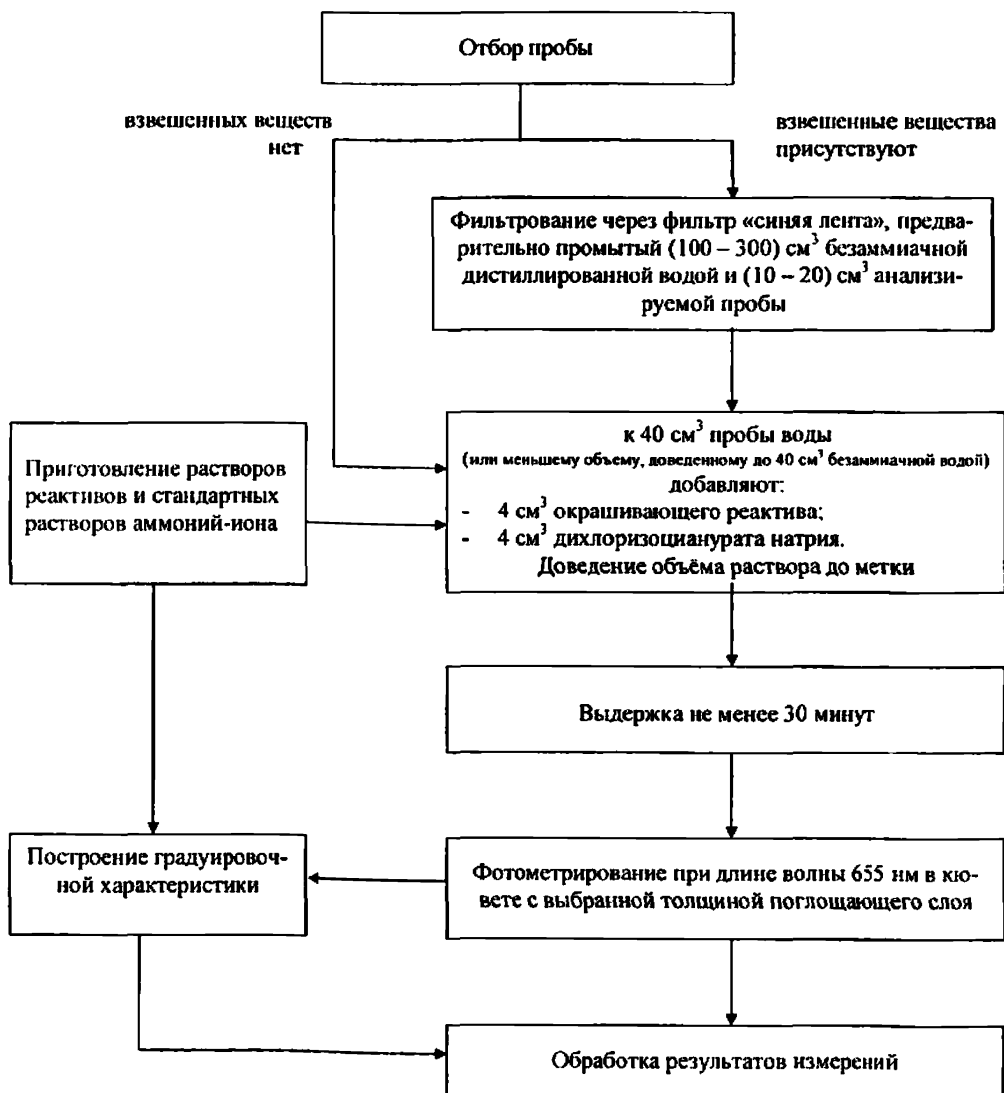 Отбор пробы
взвешенных веществ
нет
взвешенные вещества
присутствуют
Фильтрование через фильтр «синяя лента», предва-
рительно промытый (100 – 300) см³ безаммиачной
дистиллированной водой и (10 – 20) см³ анализи-
руемой пробы
Приготовление растворов
реактивов и стандартных
растворов аммоний-иона
к 40 см³ пробы воды
(или меньшему объему, доведенному до 40 см³ безаммиачной водой)
добавляют:
- 4 см³ окрашивающего реактива;
- 4 см³ дихлоризоцианурата натрия.
Доведение объёма раствора до метки
Выдержка не менее 30 минут
Построение градуировоч-
ной характеристики
Фотометрирование при длине волны 655 нм в кю-
вете с выбранной толщиной поглощающего слоя
Обработка результатов измерений